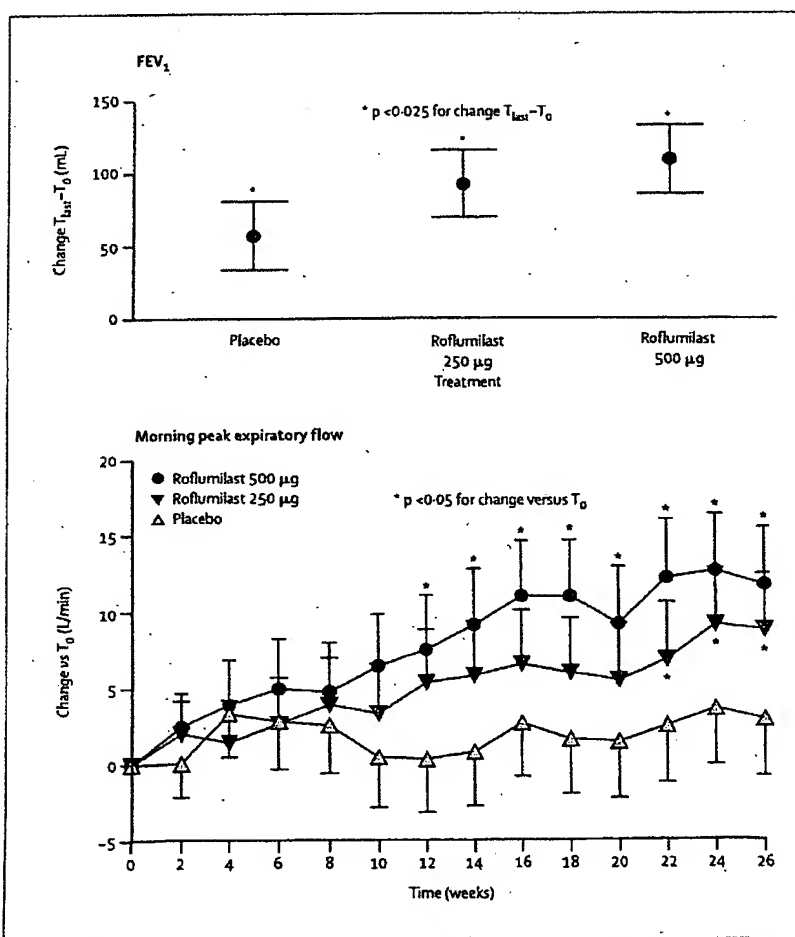 FEV₁
150
100
50
0
Change T_last–T₀ (mL)
* p <0·025 for change T_last–T₀
*
*
*
Placebo
Roflumilast
250 µg
Roflumilast
500 µg
Treatment
Morning peak expiratory flow
20
15
10
5
0
–5
Change vs T₀ (L/min)
Roflumilast 500 µg
Roflumilast 250 µg
Placebo
* p <0·05 for change versus T₀
* * * * * * * *
* * *
0 2 4 6 8 10 12 14 16 18 20 22 24 26
Time (weeks)